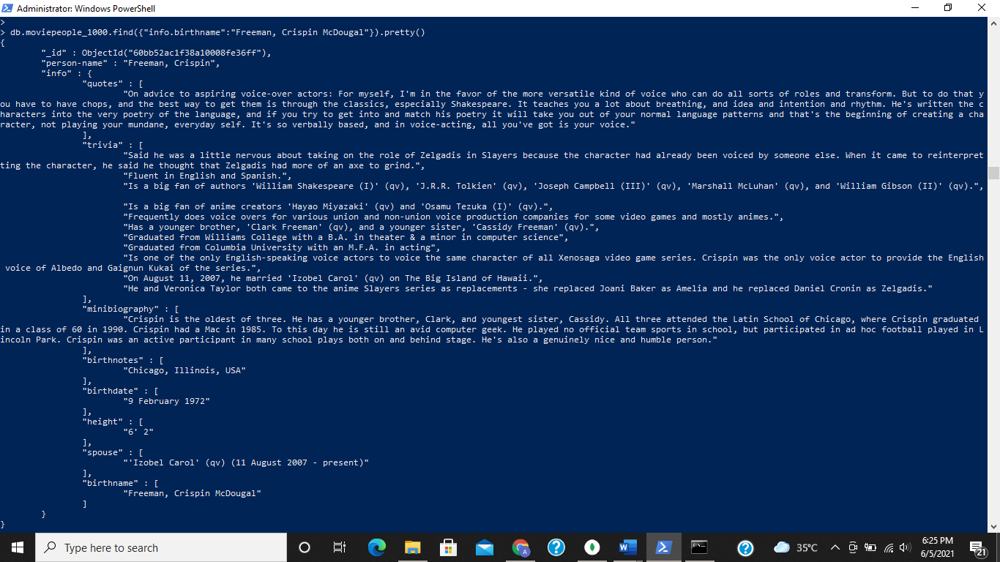 Administrator: Windows PowerShell
>
> db.moviepeople_1000.find({"info.birthname":"Freeman, Crispin McDougal"}).pretty()
{
"_id" : ObjectId("60bb52ac1f38a10008fe36ff"),
"person-name" : "Freeman, Crispin",
"info" : {
"quotes" : [
"On advice to aspiring voice-over actors: For myself, I'm in the favor of the more versatile kind of voice who can do all sorts of roles and transform. But to do that y
ou have to have chops, and the best way to get them is through the classics, especially Shakespeare. It teaches you a lot about breathing, and idea and intention and rhythm. He's written the c
haracters into the very poetry of the language, and if you try to get into and match his poetry it will take you out of your normal language patterns and that's the beginning of creating a cha
racter, not playing your mundane, everyday self. It's so verbally based, and in voice-acting, all you've got is your voice."
],
"trivia" : [
"Said he was a little nervous about taking on the role of Zelgadis in Slayers because the character had already been voiced by someone else. When it came to reinterpret
ting the character, he said he thought that Zelgadis had more of an axe to grind.",
"Fluent in English and Spanish.",
"Is a big fan of authors 'William Shakespeare (I)' (qv), 'J.R.R. Tolkien' (qv), 'Joseph Campbell (III)' (qv), 'Marshall McLuhan' (qv), and 'William Gibson (II)' (qv).",
"Is a big fan of anime creators 'Hayao Miyazaki' (qv) and 'Osamu Tezuka (I)' (qv).",
"Frequently does voice overs for various union and non-union voice production companies for some video games and mostly animes.",
"Has a younger brother, 'Clark Freeman' (qv), and a younger sister, 'Cassidy Freeman' (qv).",
"Graduated from Williams College with a B.A. in theater & a minor in computer science",
"Graduated from Columbia University with an M.F.A. in acting",
"Is one of the only English-speaking voice actors to voice the same character of all Xenosaga video game series. Crispin was the only voice actor to provide the English
voice of Albedo and Gaignun Kukai of the series.",
"On August 11, 2007, he married 'Izobel Carol' (qv) on The Big Island of Hawaii.",
"He and Veronica Taylor both came to the anime Slayers series as replacements - she replaced Joani Baker as Amelia and he replaced Daniel Cronin as Zelgadis."
],
"minibiography" : [
"Crispin is the oldest of three. He has a younger brother, Clark, and youngest sister, Cassidy. All three attended the Latin School of Chicago, where Crispin graduated
in a class of 60 in 1990. Crispin had a Mac in 1985. To this day he is still an avid computer geek. He played no official team sports in school, but participated in ad hoc football played in L
incoln Park. Crispin was an active participant in many school plays both on and behind stage. He's also a genuinely nice and humble person."
],
"birthnotes" : [
"Chicago, Illinois, USA"
],
"birthdate" : [
"9 February 1972"
],
"height" : [
"6' 2"
],
"spouse" : [
"'Izobel Carol' (qv) (11 August 2007 - present)"
],
"birthname" : [
"Freeman, Crispin McDougal"
]
}
}
Type here to search
35°C
6:25 PM
6/5/2021
21